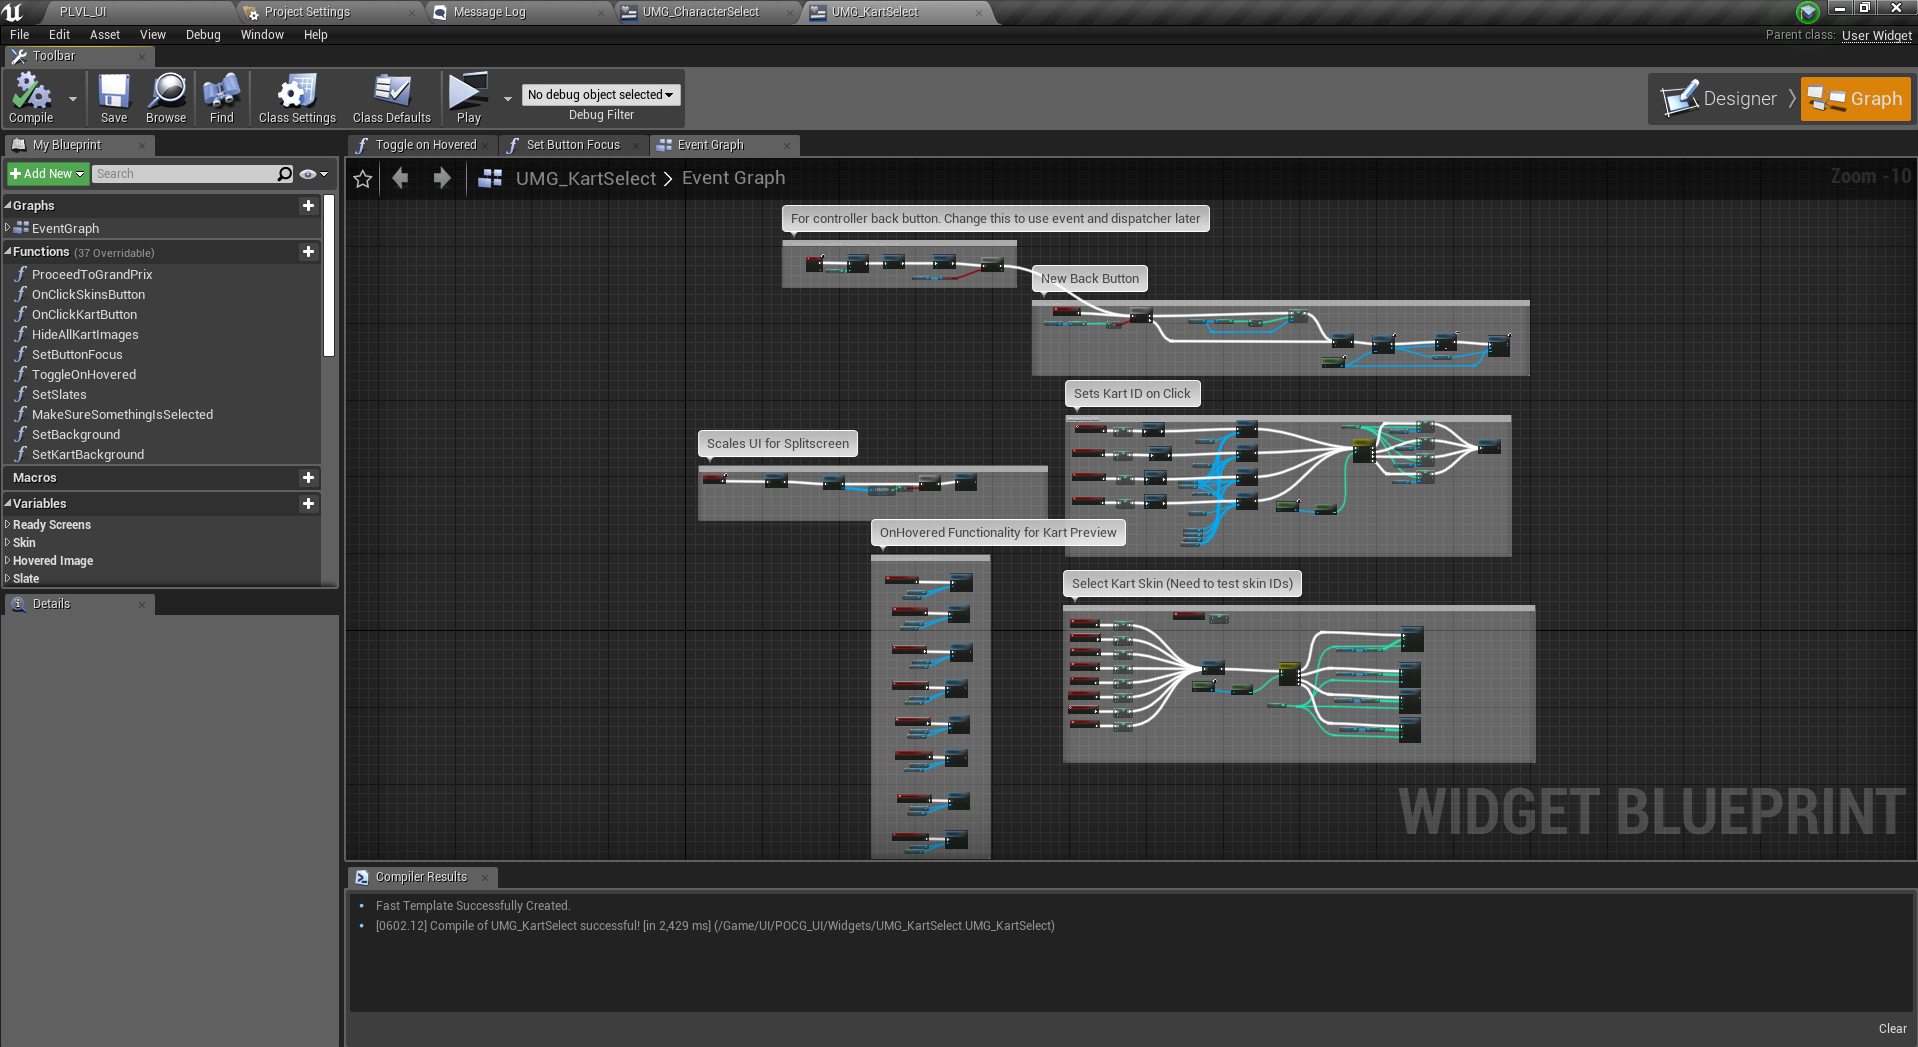 PLVL_UI
Project Settings
Message Log
UMG_CharacterSelect
UMG_KartSelect
File Edit Asset View Debug Window Help
Parent class: User Widget
Toolbar
Compile
Save
Browse
Find
Class Settings
Class Defaults
Play
No debug object selected
Debug Filter
Designer
Graph
My Blueprint
Toggle on Hovered
Set Button Focus
Event Graph
Add New
Search
UMG_KartSelect > Event Graph
Zoom -10
Graphs
EventGraph
Functions (37 Overridable)
ProceedToGrandPrix
OnClickSkinsButton
OnClickKartButton
HideAllKartImages
SetButtonFocus
ToggleOnHovered
SetSlates
MakeSureSomethingIsSelected
SetBackground
SetKartBackground
Macros
Variables
Ready Screens
Skin
Hovered Image
Slate
Details
For controller back button. Change this to use event and dispatcher later
New Back Button
Sets Kart ID on Click
Scales UI for Splitscreen
OnHovered Functionality for Kart Preview
Select Kart Skin (Need to test skin IDs)
WIDGET BLUEPRINT
Compiler Results
Fast Template Successfully Created.
[0602.12] Compile of UMG_KartSelect successful! [in 2,429 ms] (/Game/UI/POCG_UI/Widgets/UMG_KartSelect.UMG_KartSelect)
Clear